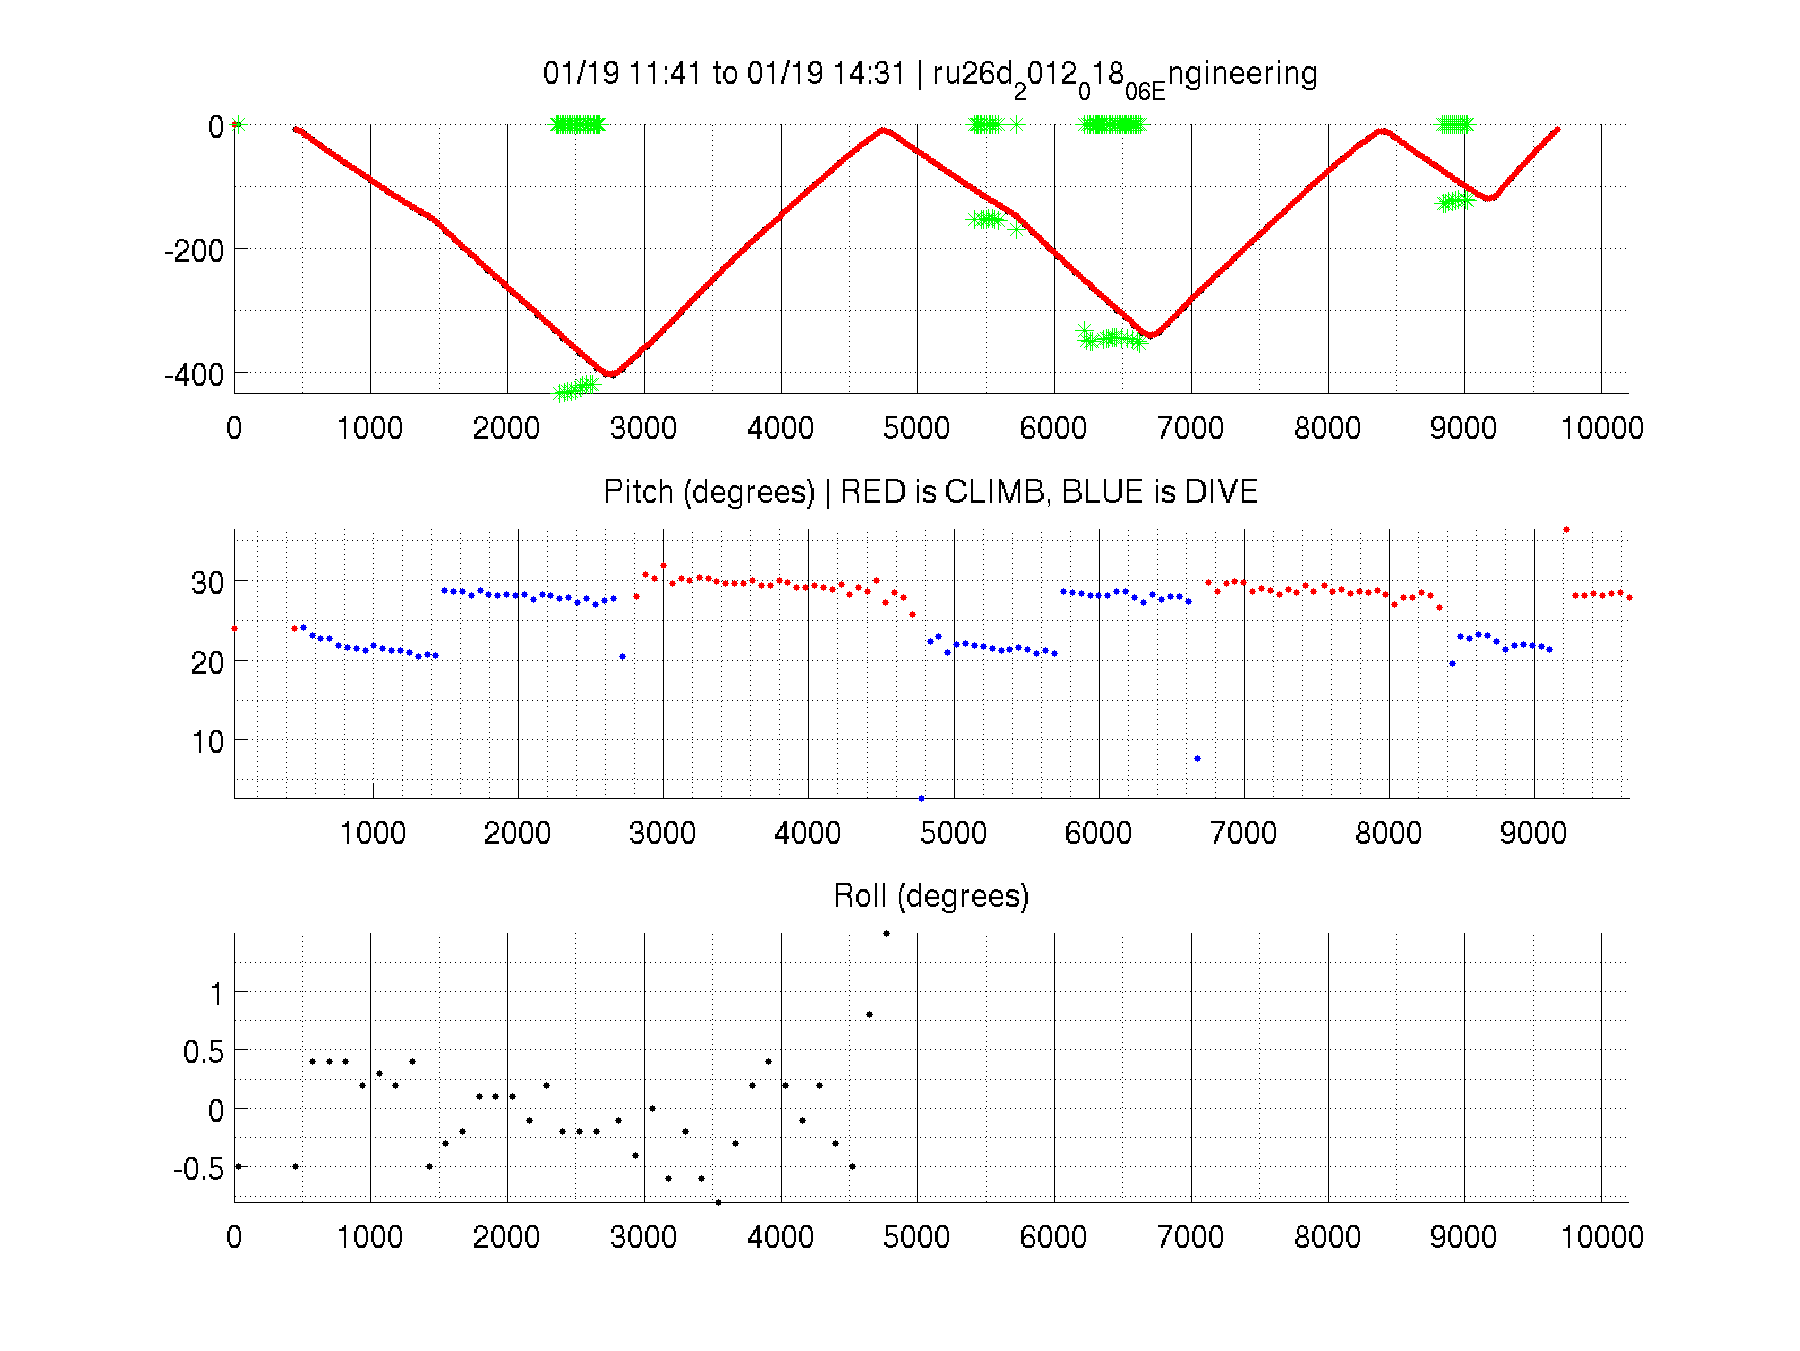 01/19 11:41 to 01/19 14:31 | ru26d201201806Engineering
0
-200
-400
0 1000 2000 3000 4000 5000 6000 7000 8000 9000 10000
Pitch (degrees) | RED is CLIMB, BLUE is DIVE
30
20
10
1000 2000 3000 4000 5000 6000 7000 8000 9000
Roll (degrees)
1
0.5
0
-0.5
0 1000 2000 3000 4000 5000 6000 7000 8000 9000 10000